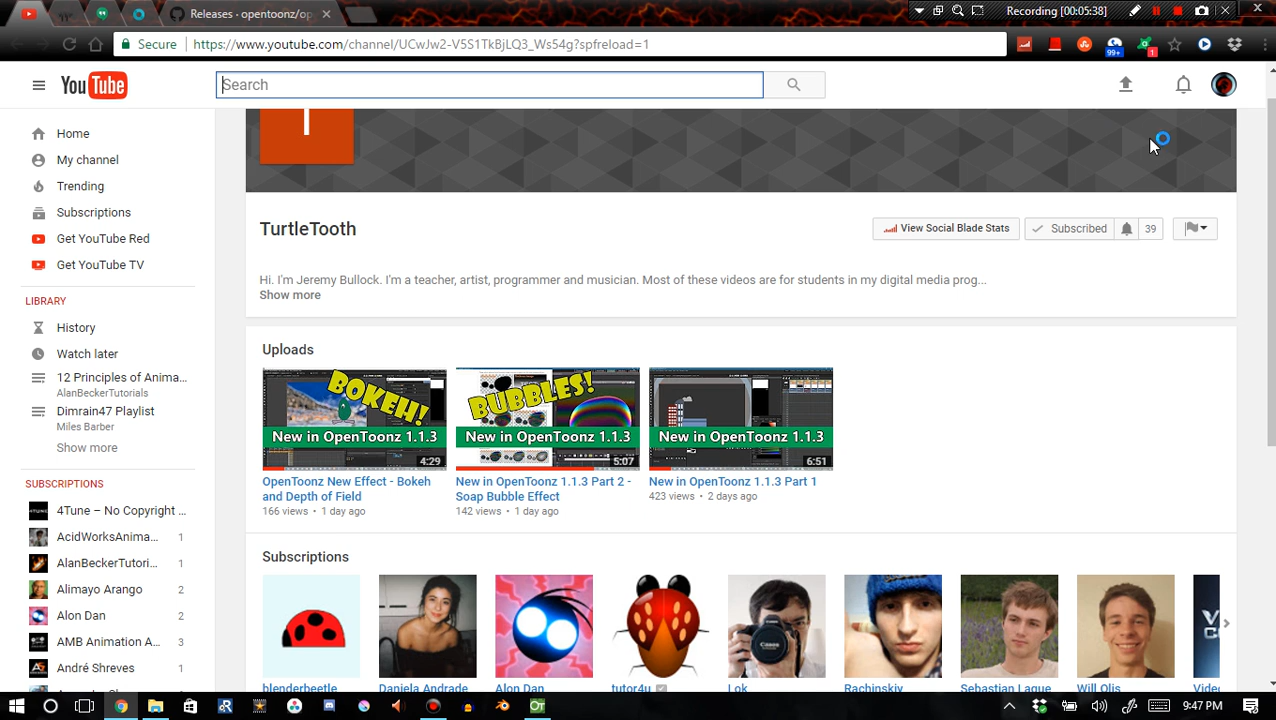 Releases · opentoonz/op
Recording [00:05:38]
Secure
https://www.youtube.com/channel/UCwJw2-V5S1TkBjLQ3_Ws54g?spfreload=1
99+
1
YouTube
Search
Home
My channel
Trending
Subscriptions
Get YouTube Red
Get YouTube TV
LIBRARY
History
Watch later
12 Principles of Anima...
AlanBeckerTutorials
Dimrain47 Playlist
Miles Barber
Show more
SUBSCRIPTIONS
4Tune – No Copyright ...
AcidWorksAnima... 1
AlanBeckerTutori... 1
Alimayo Arango 2
Alon Dan 2
AMB Animation A... 3
André Shreves 1
TurtleTooth
View Social Blade Stats
Subscribed
39
Hi. I'm Jeremy Bullock. I'm a teacher, artist, programmer and musician. Most of these videos are for students in my digital media prog...
Show more
Uploads
BOKEH!
New in OpenToonz 1.1.3
4:29
OpenToonz New Effect - Bokeh
and Depth of Field
166 views • 1 day ago
BUBBLES!
New in OpenToonz 1.1.3
5:07
New in OpenToonz 1.1.3 Part 2 -
Soap Bubble Effect
142 views • 1 day ago
New in OpenToonz 1.1.3
6:51
New in OpenToonz 1.1.3 Part 1
423 views • 2 days ago
Subscriptions
Canon
blenderbeetle
Daniela Andrade
Alon Dan
tutor4u
Lok
Rachinskiy
Sebastian Lague
Will Olis
9:47 PM